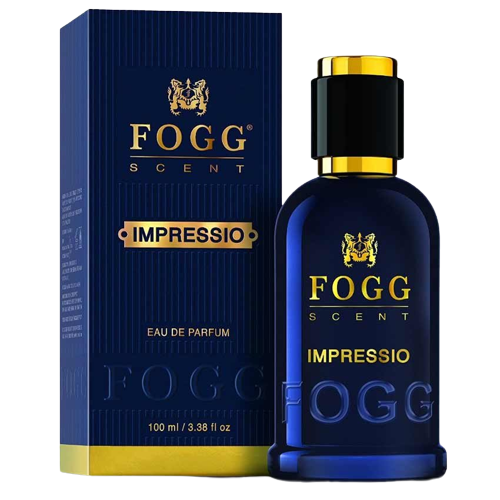 FOGG®
SCENT
IMPRESSIO
EAU DE PARFUM
FOGG
100 ml / 3.38 fl oz
FOGG
SCENT
IMPRESSIO
FOGG